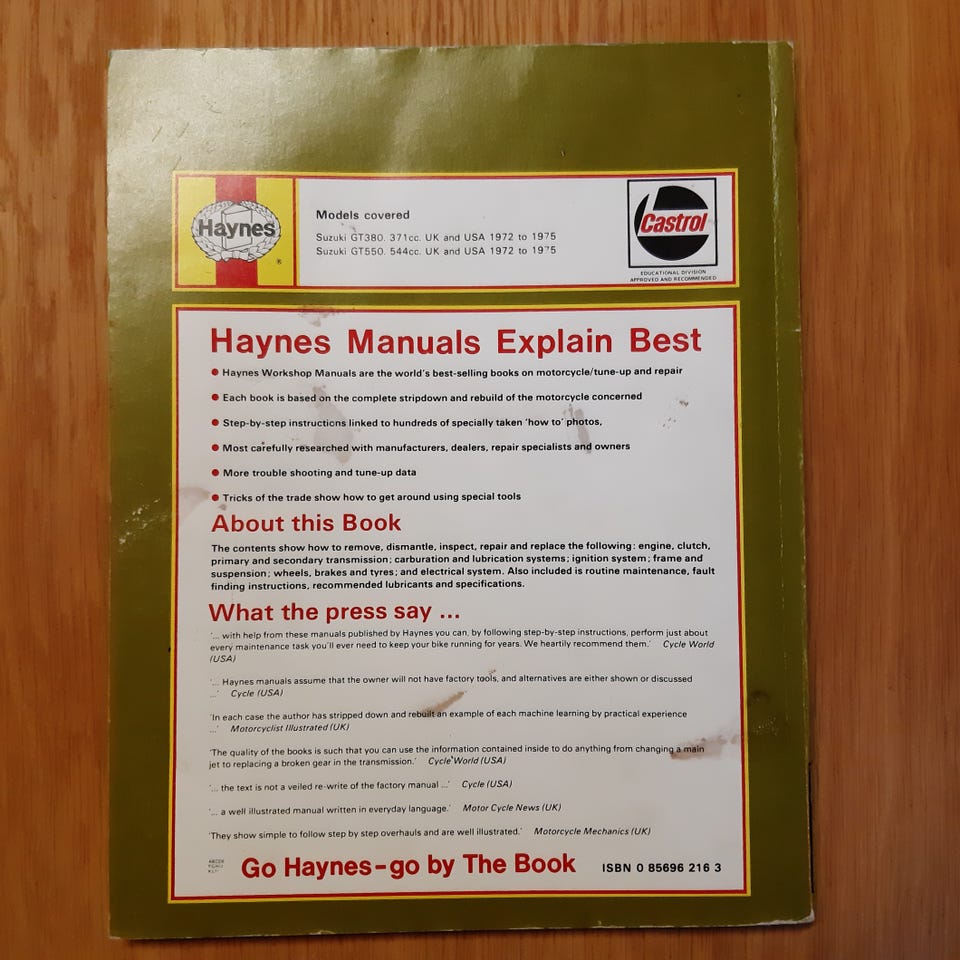 Haynes
®
Models covered
Suzuki GT380. 371cc. UK and USA 1972 to 1975
Suzuki GT550. 544cc. UK and USA 1972 to 1975
Castrol
EDUCATIONAL DIVISION
APPROVED AND RECOMMENDED
Haynes Manuals Explain Best
● Haynes Workshop Manuals are the world's best-selling books on motorcycle/tune-up and repair
● Each book is based on the complete stripdown and rebuild of the motorcycle concerned
● Step-by-step instructions linked to hundreds of specially taken 'how to' photos,
● Most carefully researched with manufacturers, dealers, repair specialists and owners
● More trouble shooting and tune-up data
● Tricks of the trade show how to get around using special tools
About this Book
The contents show how to remove, dismantle, inspect, repair and replace the following: engine, clutch,
primary and secondary transmission; carburation and lubrication systems; ignition system; frame and
suspension; wheels, brakes and tyres; and electrical system. Also included is routine maintenance, fault
finding instructions, recommended lubricants and specifications.
What the press say ...
'... with help from these manuals published by Haynes you can, by following step-by-step instructions, perform just about
every maintenance task you'll ever need to keep your bike running for years. We heartily recommend them.' Cycle World
(USA)
'... Haynes manuals assume that the owner will not have factory tools, and alternatives are either shown or discussed
...' Cycle (USA)
'In each case the author has stripped down and rebuilt an example of each machine learning by practical experience
...' Motorcyclist Illustrated (UK)
'The quality of the books is such that you can use the information contained inside to do anything from changing a main
jet to replacing a broken gear in the transmission.' Cycle World (USA)
'... the text is not a veiled re-write of the factory manual ...' Cycle (USA)
'... a well illustrated manual written in everyday language.' Motor Cycle News (UK)
'They show simple to follow step by step overhauls and are well illustrated.' Motorcycle Mechanics (UK)
Go Haynes-go by The Book
ISBN 0 85696 216 3